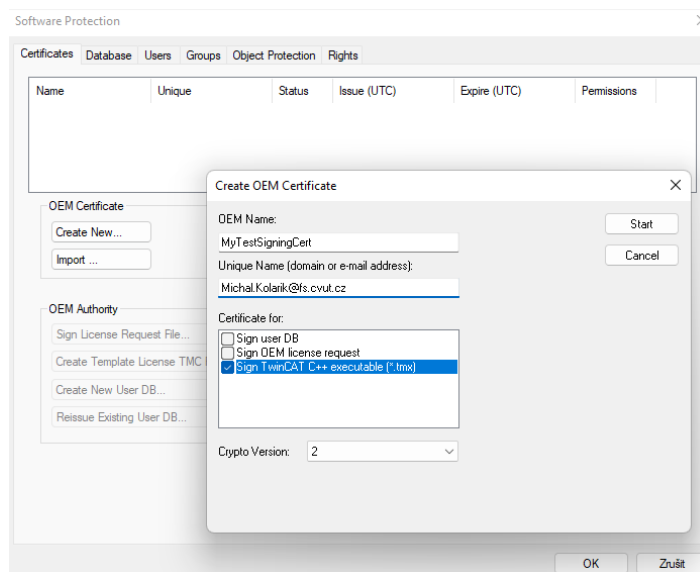 Software Protection
Certificates Database Users Groups Object Protection Rights
Name Unique Status Issue (UTC) Expire (UTC) Permissions
OEM Certificate
Create New...
Import ...
OEM Authority
Sign License Request File...
Create Template License TMC
Create New User DB...
Reissue Existing User DB...
Create OEM Certificate
OEM Name:
MyTestSigningCert
Unique Name (domain or e-mail address):
Michal.Kolarik@fs.cvut.cz
Certificate for:
Sign user DB
Sign OEM license request
Sign TwinCAT C++ executable (*.tmx)
Crypto Version: 2
Start
Cancel
OK Zrušit